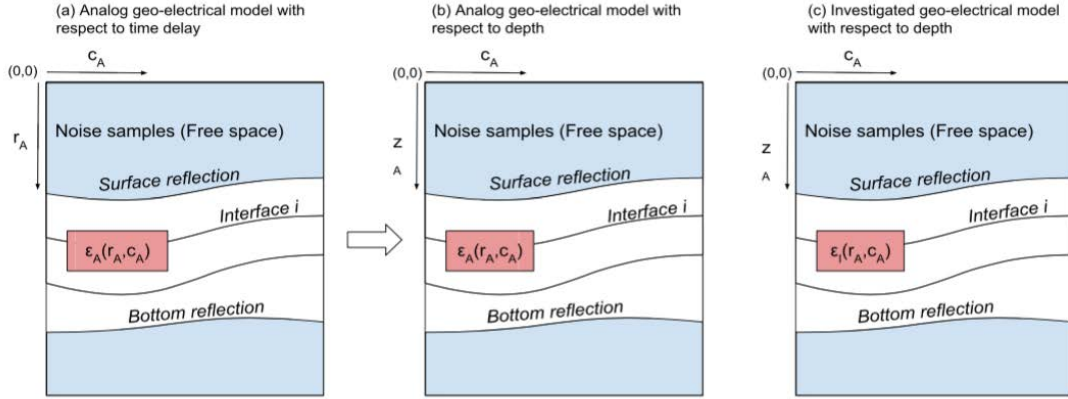 (a) Analog geo-electrical model with
respect to time delay
(0,0)
c_A
r_A
Noise samples (Free space)
Surface reflection
Interface i
ε_A(r_A,c_A)
Bottom reflection
(b) Analog geo-electrical model with
respect to depth
(0,0)
c_A
z
A
Noise samples (Free space)
Surface reflection
Interface i
ε_A(r_A,c_A)
Bottom reflection
(c) Investigated geo-electrical model
with respect to depth
(0,0)
c_A
z
A
Noise samples (Free space)
Surface reflection
Interface i
ε_I(r_A,c_A)
Bottom reflection